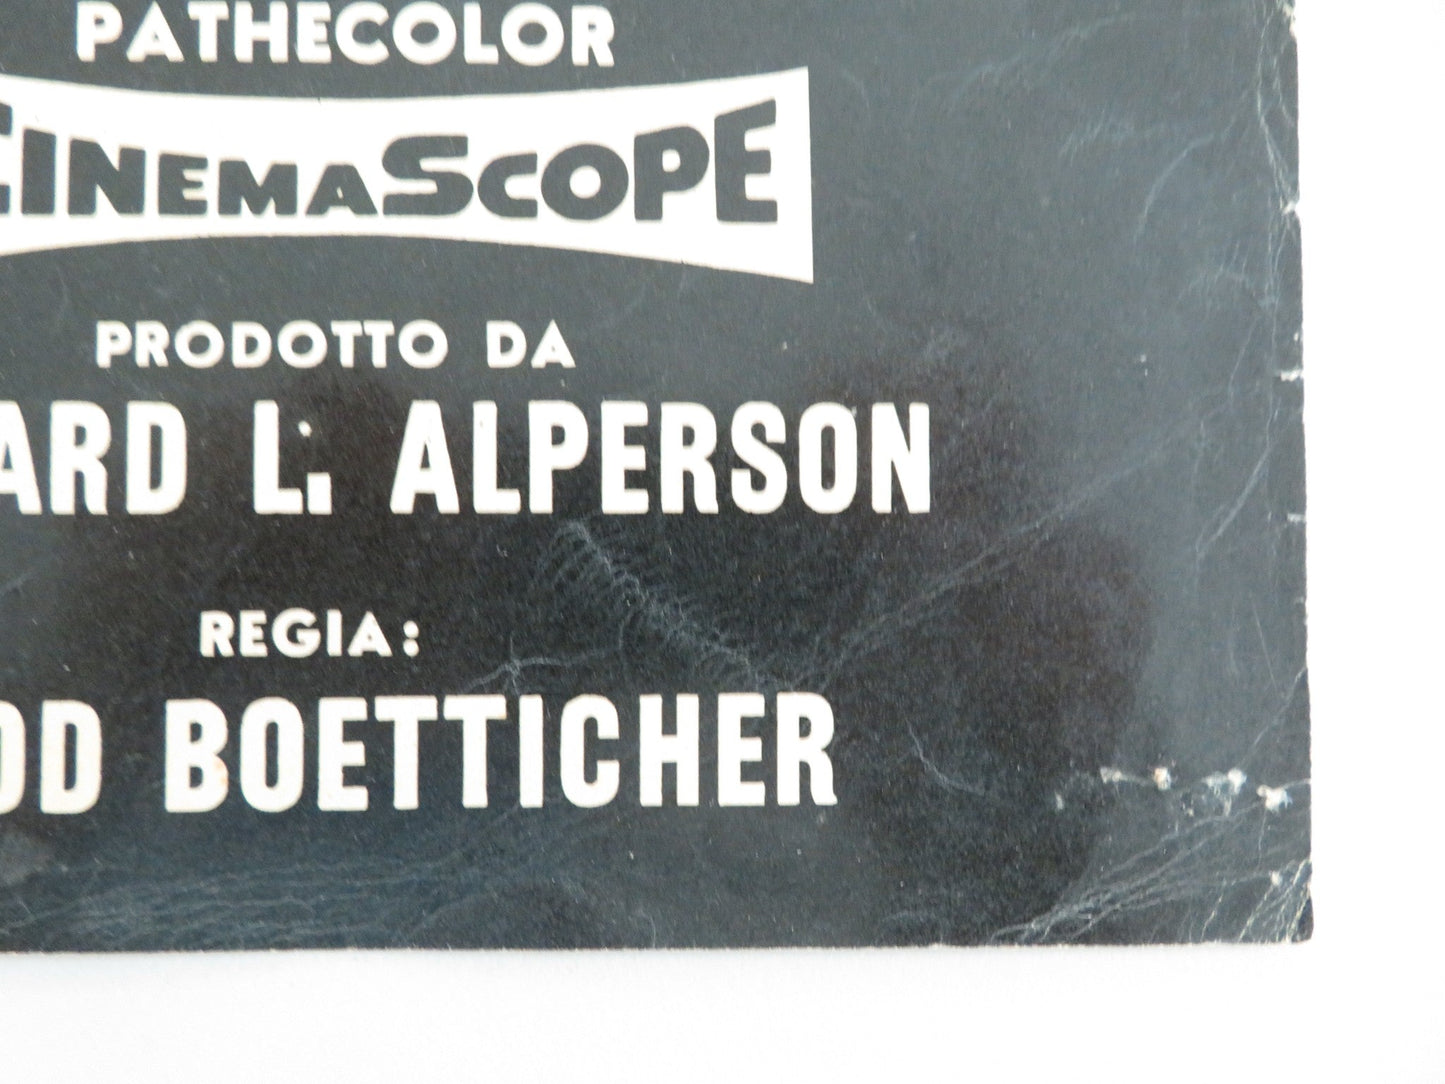 PATHECOLOR
CINEMASCOPE
PRODOTTO DA
ARD L. ALPERSON
REGIA:
OD BOETTICHER